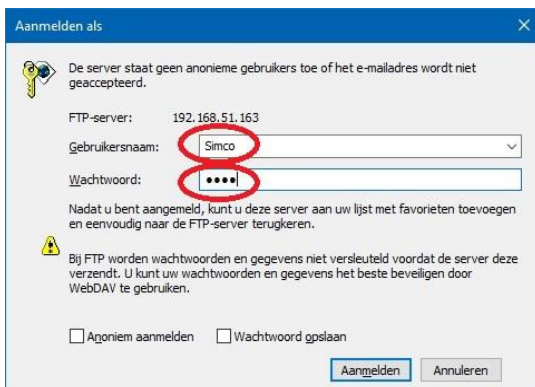 Aanmelden als
De server staat geen anonieme gebruikers toe of het e-mailadres wordt niet
geaccepteerd.
FTP-server: 192.168.51.163
Gebruikersnaam: Simco
Wachtwoord: ••••
Nadat u bent aangemeld, kunt u deze server aan uw lijst met favorieten toevoegen
en eenvoudig naar de FTP-server terugkeren.
Bij FTP worden wachtwoorden en gegevens niet versleuteld voordat de server deze
verzendt. U kunt uw wachtwoorden en gegevens het beste beveiligen door
WebDAV te gebruiken.
Anoniem aanmelden Wachtwoord opslaan
Aanmelden Annuleren